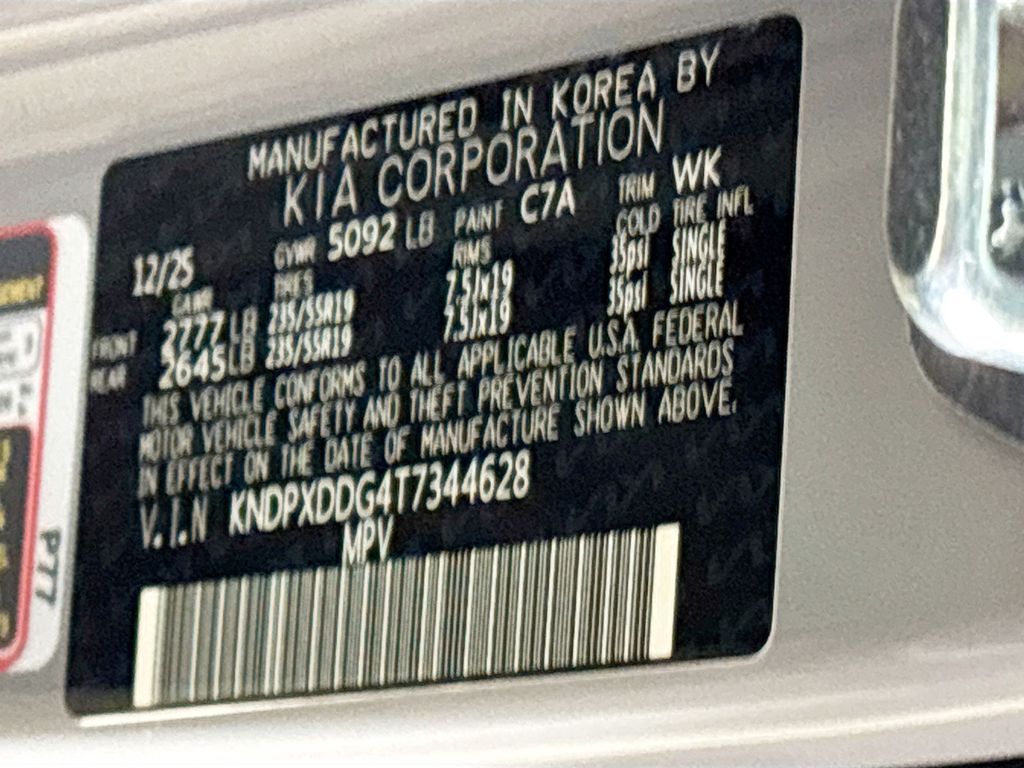 MANUFACTURED IN KOREA BY
KIA CORPORATION
12/25 GVWR 5092 LB PAINT C7A TRIM WK
GAWR TIRES RIMS COLD TIRE INFL
FRONT 2777 LB 235/55R19 7.5Jx19 35psi SINGLE
REAR 2645 LB 235/55R19 7.5Jx19 35psi SINGLE
THIS VEHICLE CONFORMS TO ALL APPLICABLE U.S.A. FEDERAL
MOTOR VEHICLE SAFETY AND THEFT PREVENTION STANDARDS
IN EFFECT ON THE DATE OF MANUFACTURE SHOWN ABOVE.
V.I.N KNDPXDDG4T7344628
MPV
P77